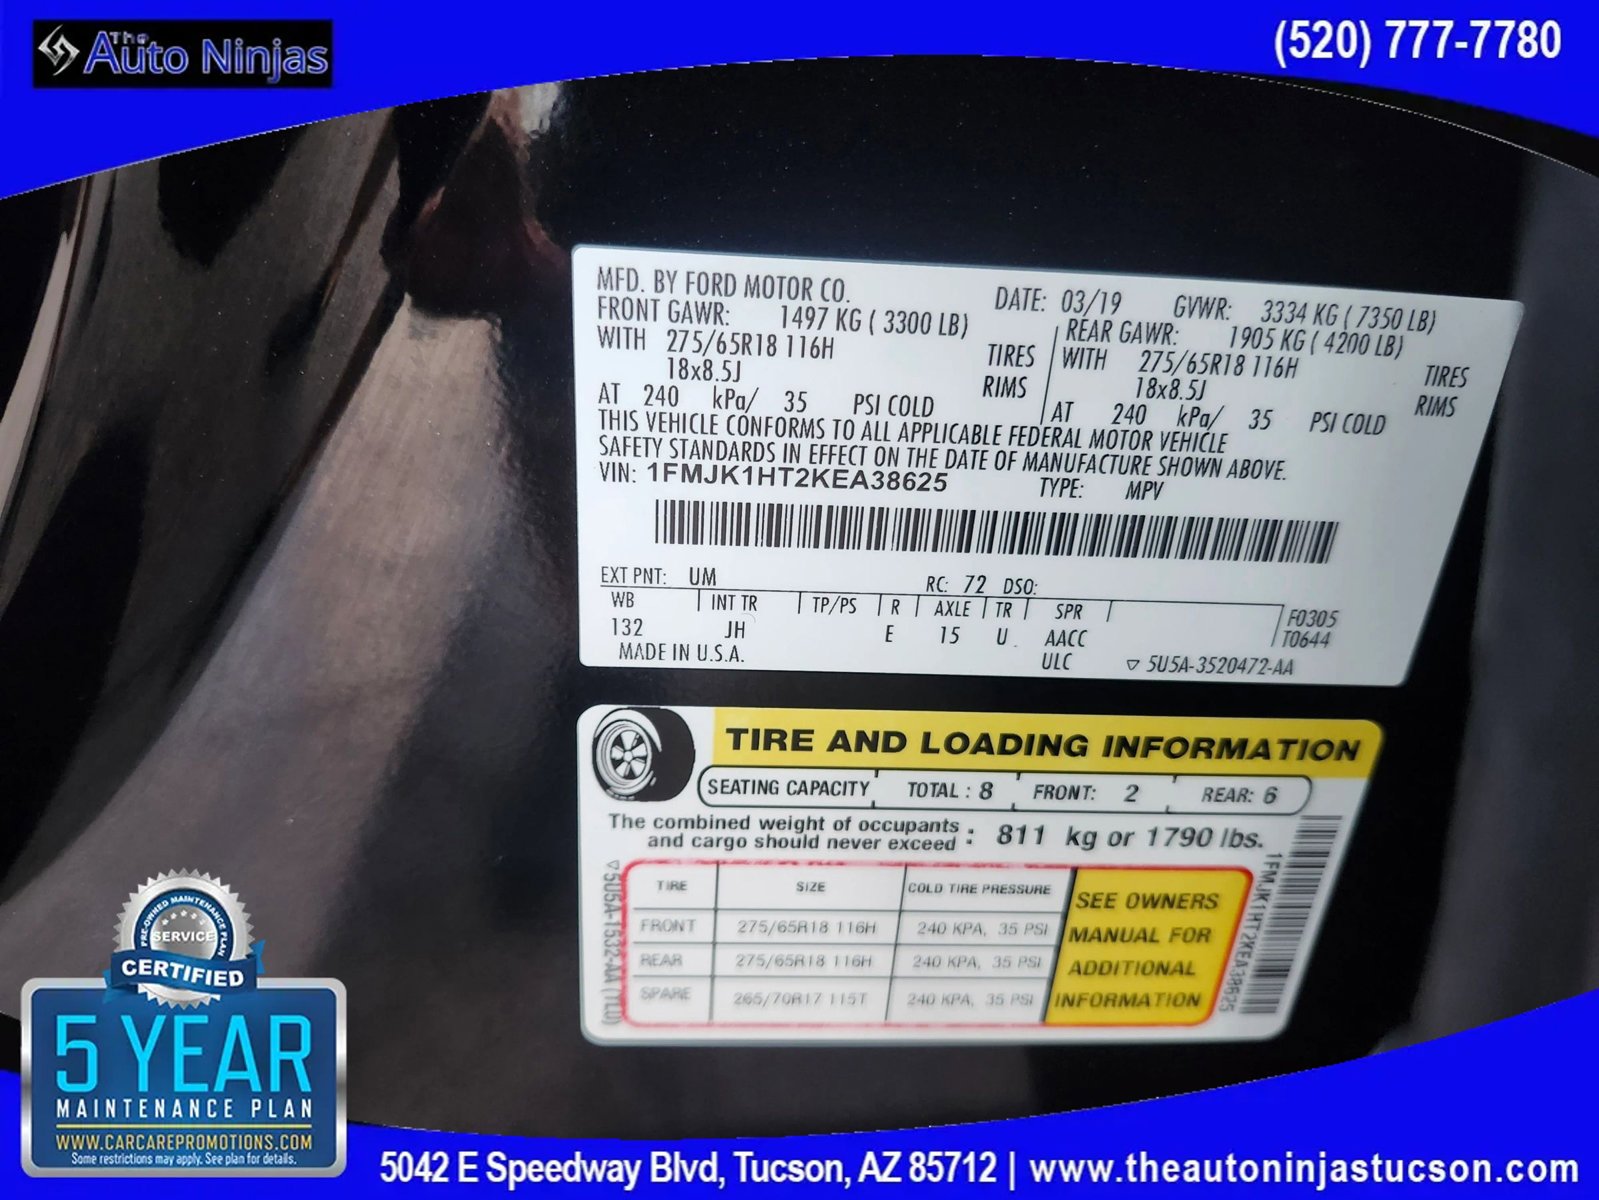 The
Auto Ninjas
(520) 777-7780
MFD. BY FORD MOTOR CO.
DATE: 03/19 GVWR: 3334 KG ( 7350 LB)
FRONT GAWR: 1497 KG ( 3300 LB)
REAR GAWR: 1905 KG ( 4200 LB)
WITH 275/65R18 116H TIRES
WITH 275/65R18 116H TIRES
18x8.5J RIMS
18x8.5J RIMS
AT 240 kPa/ 35 PSI COLD
AT 240 kPa/ 35 PSI COLD
THIS VEHICLE CONFORMS TO ALL APPLICABLE FEDERAL MOTOR VEHICLE
SAFETY STANDARDS IN EFFECT ON THE DATE OF MANUFACTURE SHOWN ABOVE.
VIN: 1FMJK1HT2KEA38625 TYPE: MPV
EXT PNT: UM RC: 72 DSO:
WB INT TR TP/PS R AXLE TR SPR F0305
132 JH E 15 U AACC T0644
MADE IN U.S.A. ULC 5U5A-3520472-AA
TIRE AND LOADING INFORMATION
SEATING CAPACITY TOTAL : 8 FRONT: 2 REAR: 6
The combined weight of occupants
and cargo should never exceed : 811 kg or 1790 lbs.
TIRE SIZE COLD TIRE PRESSURE
FRONT 275/65R18 116H 240 KPA, 35 PSI
REAR 275/65R18 116H 240 KPA, 35 PSI
SPARE 265/70R17 115T 240 KPA, 35 PSI
SEE OWNERS
MANUAL FOR
ADDITIONAL
INFORMATION
5U5A-1532-AA (TLD)
1FMJK1HT2KEA38625
PRE-OWNED MAINTENANCE PLAN
SERVICE
CERTIFIED
5 YEAR
MAINTENANCE PLAN
WWW.CARCAREPROMOTIONS.COM
Some restrictions may apply. See plan for details.
5042 E Speedway Blvd, Tucson, AZ 85712 | www.theautoninjastucson.com